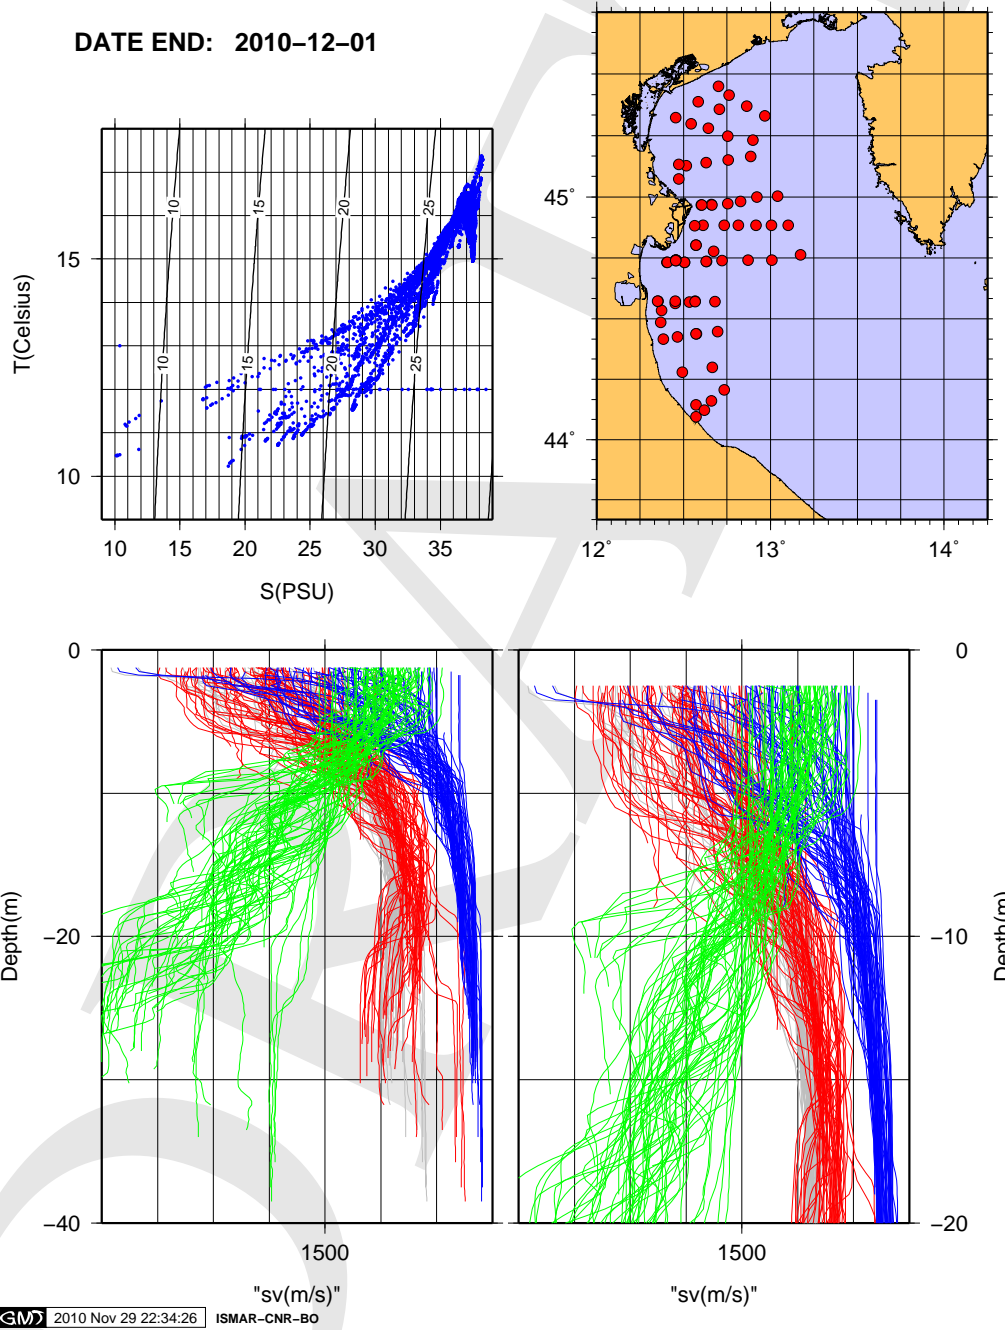 DATE END: 2010−12−01
10
15
20
25
10
15
20
25
15
10
T(Celsius)
10 15 20 25 30 35
S(PSU)
45°
44°
12° 13° 14°
0
−20
−40
Depth(m)
1500
"sv(m/s)"
0
−10
−20
Depth(m)
1500
"sv(m/s)"
GMT 2010 Nov 29 22:34:26 ISMAR−CNR−BO